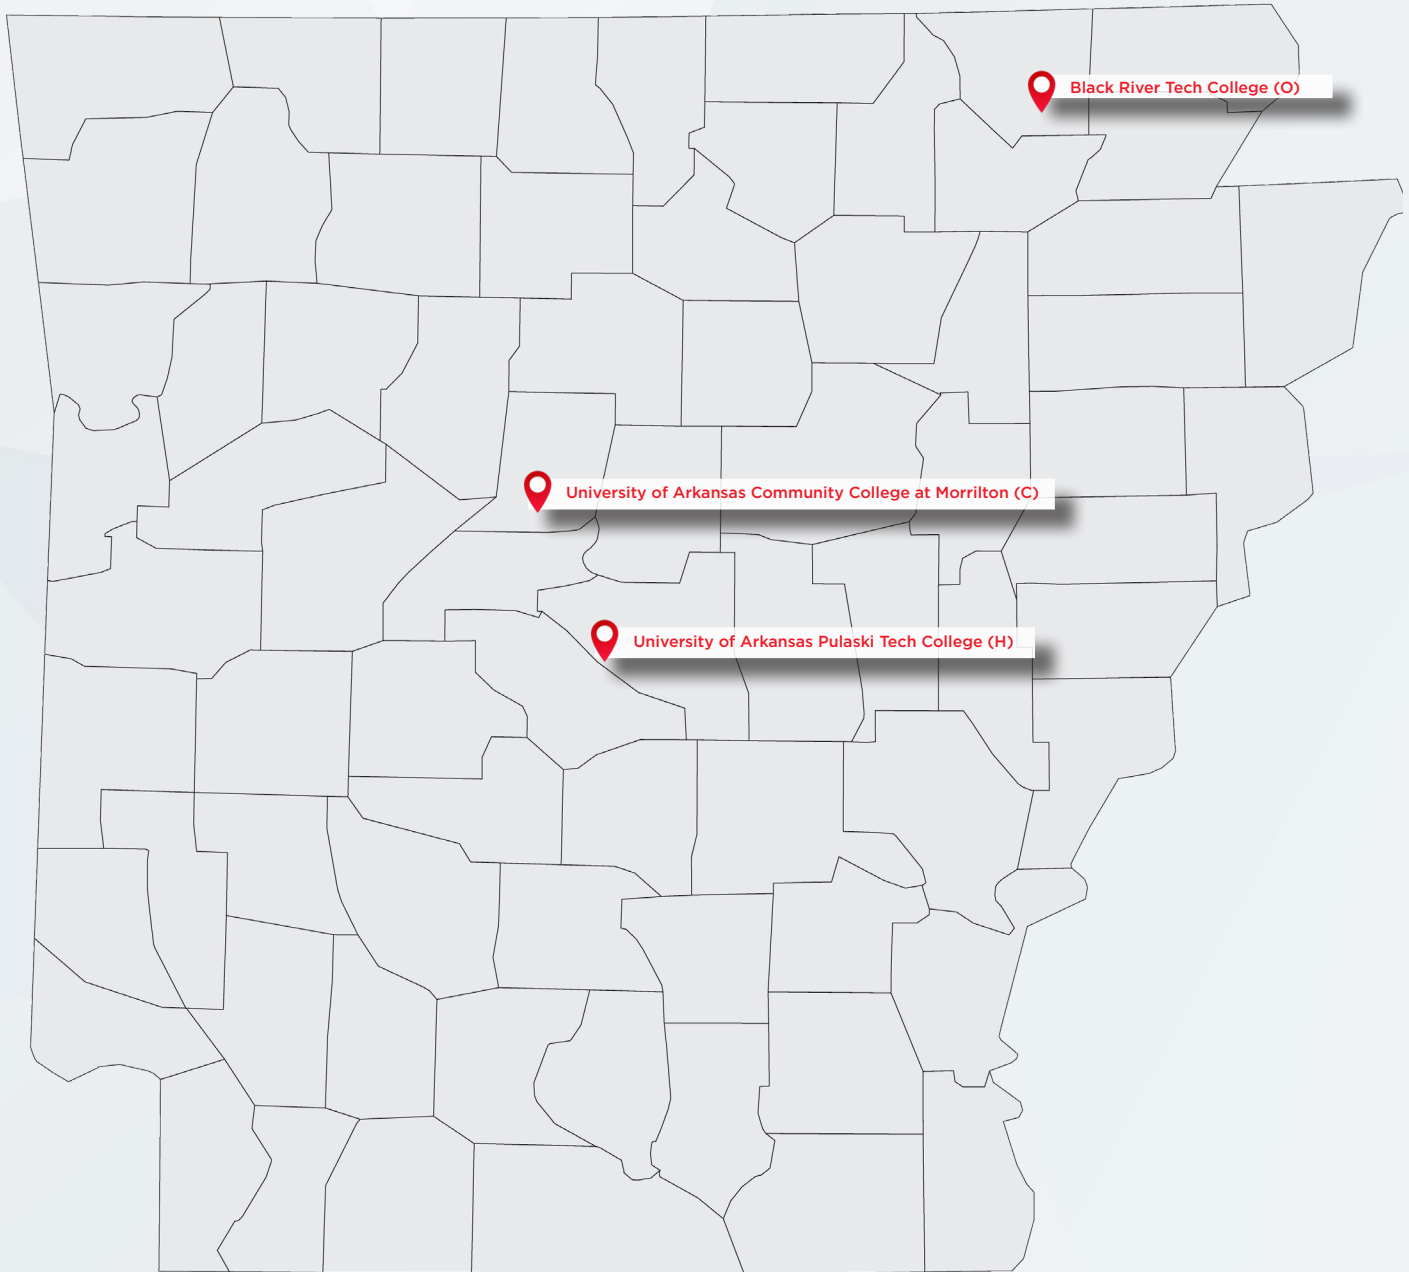 Black River Tech College (O)
University of Arkansas Community College at Morrilton (C)
University of Arkansas Pulaski Tech College (H)